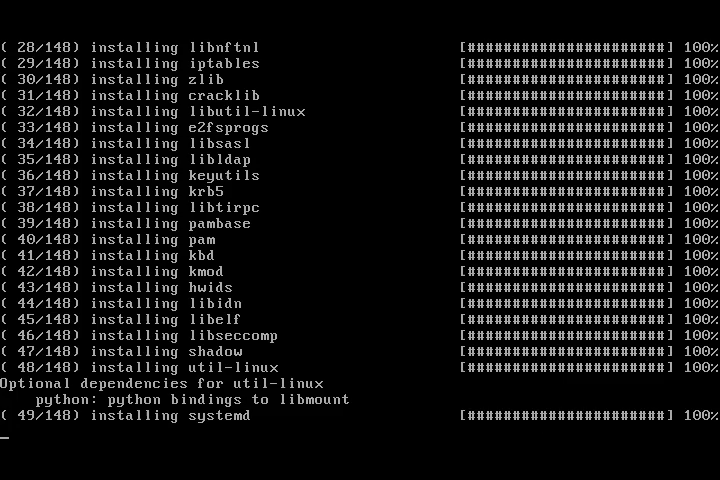 ( 28/148) installing libnftnl [######################] 100%
( 29/148) installing iptables [######################] 100%
( 30/148) installing zlib [######################] 100%
( 31/148) installing cracklib [######################] 100%
( 32/148) installing libutil-linux [######################] 100%
( 33/148) installing e2fsprogs [######################] 100%
( 34/148) installing libsasl [######################] 100%
( 35/148) installing libldap [######################] 100%
( 36/148) installing keyutils [######################] 100%
( 37/148) installing krb5 [######################] 100%
( 38/148) installing libtirpc [######################] 100%
( 39/148) installing pambase [######################] 100%
( 40/148) installing pam [######################] 100%
( 41/148) installing kbd [######################] 100%
( 42/148) installing kmod [######################] 100%
( 43/148) installing hwids [######################] 100%
( 44/148) installing libidn [######################] 100%
( 45/148) installing libelf [######################] 100%
( 46/148) installing libseccomp [######################] 100%
( 47/148) installing shadow [######################] 100%
( 48/148) installing util-linux [######################] 100%
Optional dependencies for util-linux
    python: python bindings to libmount
( 49/148) installing systemd [######################] 100%
_